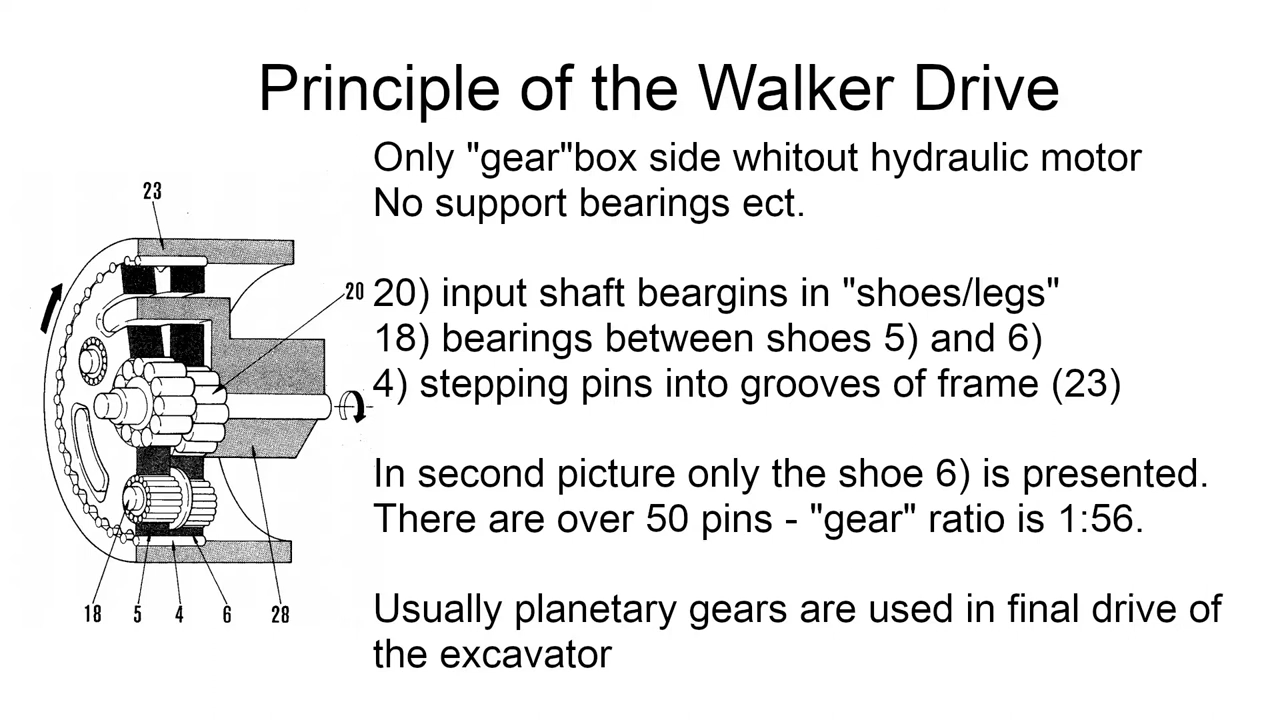 Principle of the Walker Drive
Only "gear"box side whitout hydraulic motor
No support bearings ect.
20) input shaft beargins in "shoes/legs"
18) bearings between shoes 5) and 6)
4) stepping pins into grooves of frame (23)
In second picture only the shoe 6) is presented.
There are over 50 pins - "gear" ratio is 1:56.
Usually planetary gears are used in final drive of
the excavator
23
20
18 5 4 6 28